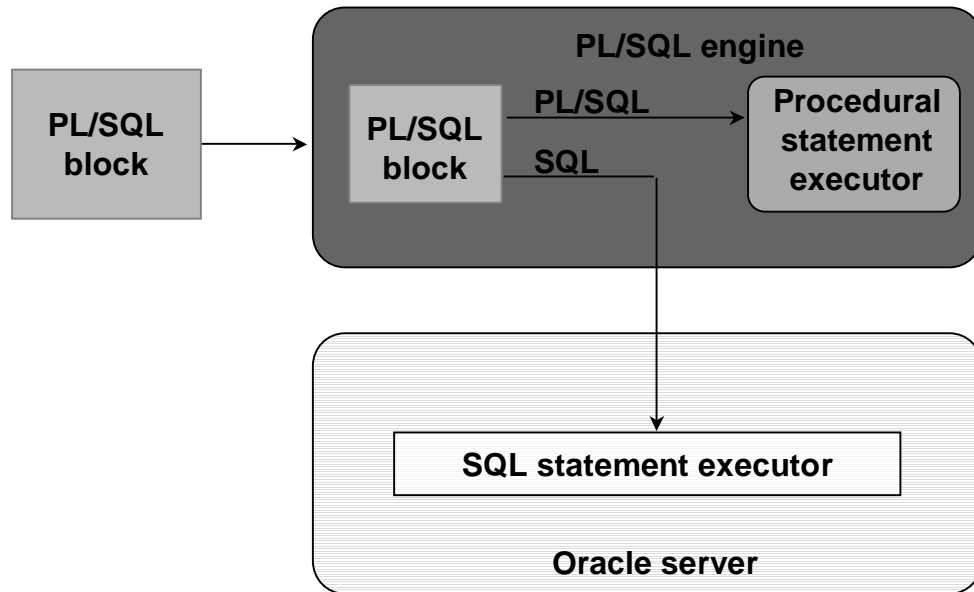 PL/SQL engine
PL/SQL
block
PL/SQL
block
PL/SQL
SQL
Procedural
statement
executor
SQL statement executor
Oracle server